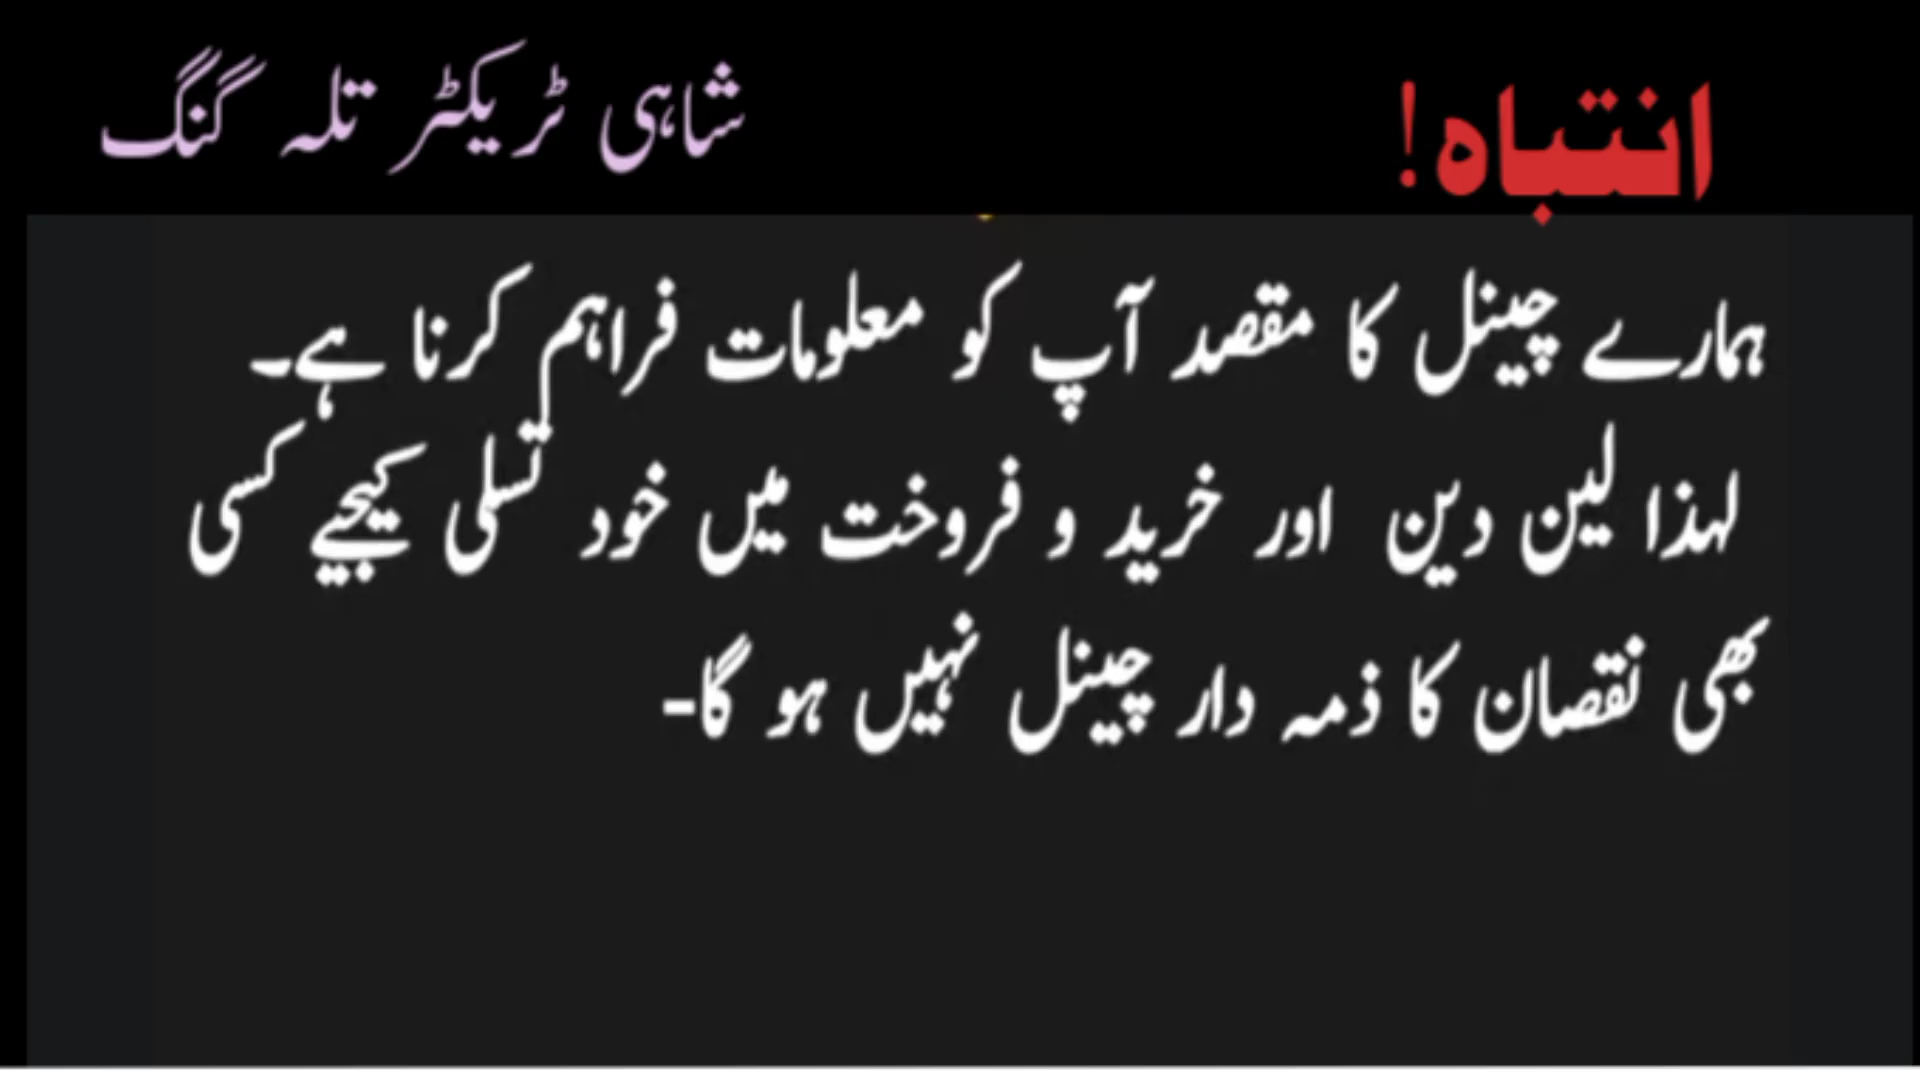 انتباہ!
شاہی ٹریکٹر تلہ گنگ
ہمارے چینل کا مقصد آپ کو معلومات فراہم کرنا ہے۔
لہذا لین دین اور خرید و فروخت میں خود تسلی کیجیے کسی
بھی نقصان کا ذمہ دار چینل نہیں ہو گا-